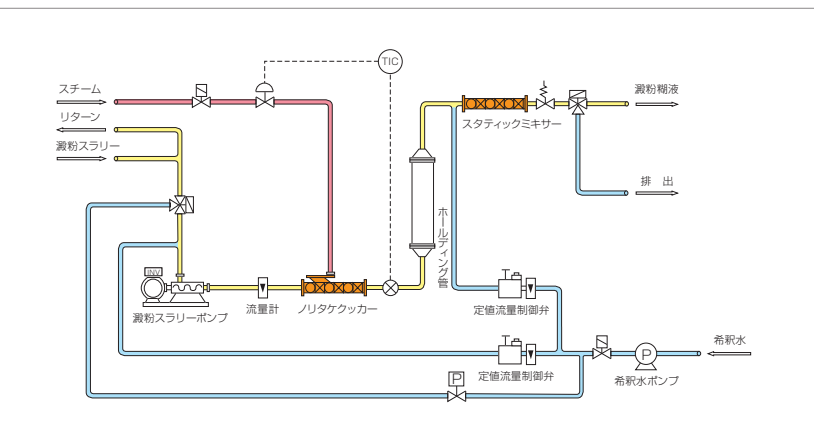 TIC
スチーム
リターン
澱粉スラリー
澱粉糊液
スタティックミキサー
排 出
ホールディング管
INV
澱粉スラリーポンプ
流量計
ノリタケクッカー
定値流量制御弁
希釈水
P
定値流量制御弁
希釈水ポンプ
P